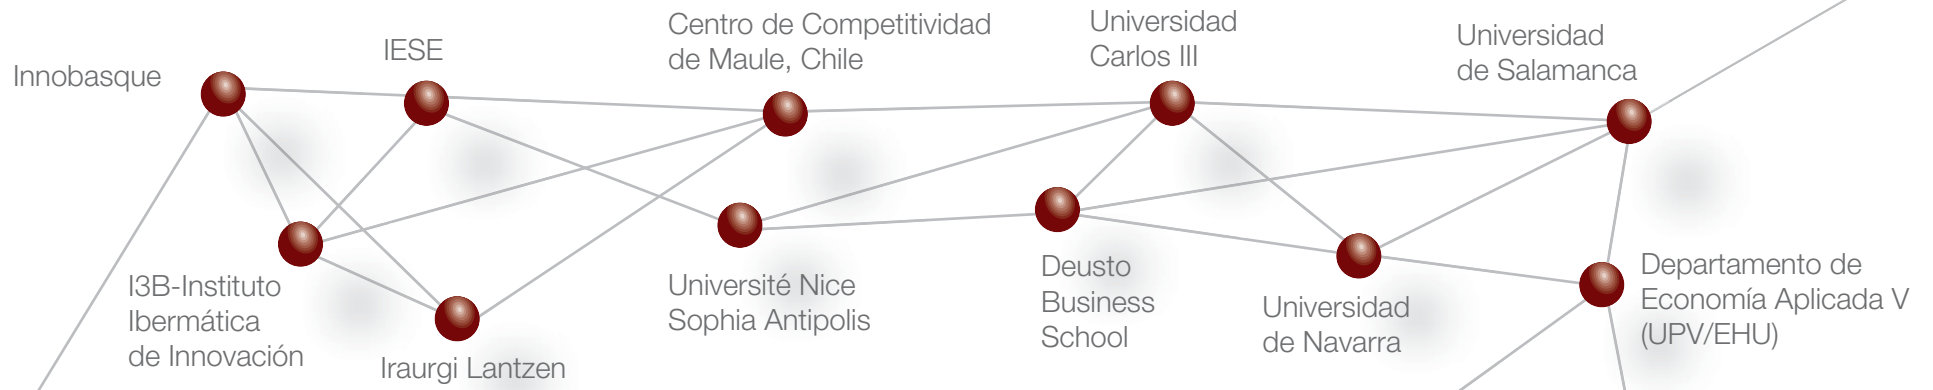 Innobasque
IESE
Centro de Competitividad
de Maule, Chile
Universidad
Carlos III
Universidad
de Salamanca
I3B-Instituto
Ibermática
de Innovación
Iraurgi Lantzen
Université Nice
Sophia Antipolis
Deusto
Business
School
Universidad
de Navarra
Departamento de
Economía Aplicada V
(UPV/EHU)